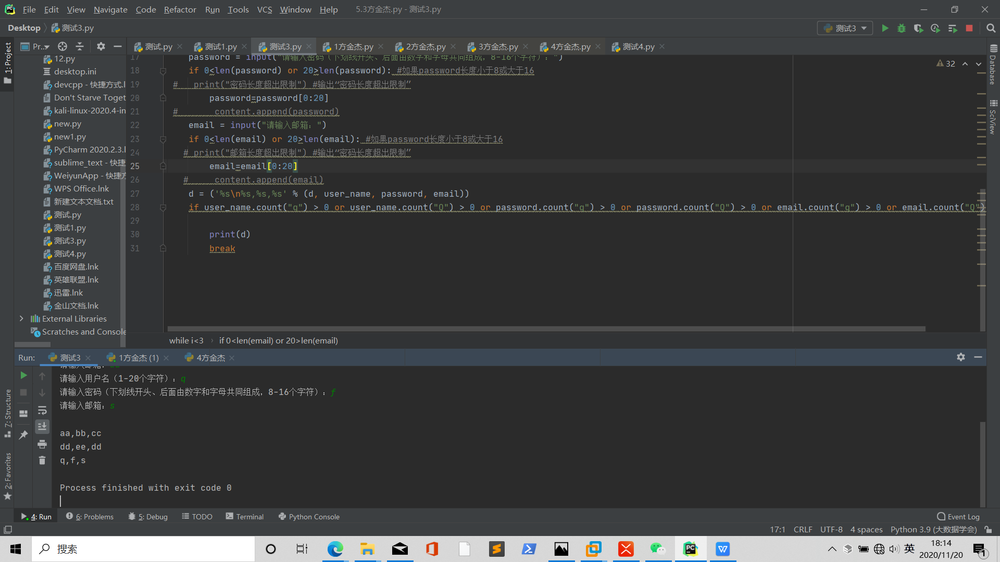 File Edit View Navigate Code Refactor Run Tools VCS Window Help 5.3方金杰.py - 测试3.py
Desktop 测试3.py 测试3
1: Project Pr... 测试.py 测试1.py 测试3.py 1方金杰.py 2方金杰.py 3方金杰.py 4方金杰.py 测试4.py
12.py
desktop.ini
devcpp - 快捷方式.l
Don't Starve Toget
kali-linux-2020.4-in
new.py
new1.py
PyCharm 2020.2.3.l
sublime_text - 快捷
WeiyunApp - 快捷方
WPS Office.lnk
新建文本文档.txt
测试.py
测试1.py
测试3.py
测试4.py
百度网盘.lnk
英雄联盟.lnk
迅雷.lnk
金山文档.lnk
External Libraries
Scratches and Console
17 password = input("请输入密码（下划线开头、后面由数字和字母共同组成，8-16个字符）：")
18 if 0<len(password) or 20>len(password): #如果password长度小于8或大于16
19 # print("密码长度超出限制") #输出“密码长度超出限制”
20 password=password[0:20]
21 # content.append(password)
22 email = input("请输入邮箱：")
23 if 0<len(email) or 20>len(email): #如果password长度小于8或大于16
24 # print("邮箱长度超出限制") #输出“密码长度超出限制”
25 email=email[0:20]
26 # content.append(email)
27 d = ('%s\n%s,%s,%s' % (d, user_name, password, email))
28 if user_name.count("q") > 0 or user_name.count("Q") > 0 or password.count("q") > 0 or password.count("Q") > 0 or email.count("q") > 0 or email.count("Q")
29
30 print(d)
31 break
32
Database
SciView
while i<3 › if 0<len(email) or 20>len(email)
Run: 测试3 1方金杰 (1) 4方金杰
请输入用户名（1-20个字符）：q
请输入密码（下划线开头、后面由数字和字母共同组成，8-16个字符）：f
请输入邮箱：s
aa,bb,cc
dd,ee,dd
q,f,s
Process finished with exit code 0
7: Structure
2: Favorites
4: Run 6: Problems 5: Debug TODO Terminal Python Console Event Log
17:1 CRLF UTF-8 4 spaces Python 3.9 (大数据学会)
搜索 英 18:14
2020/11/20 1